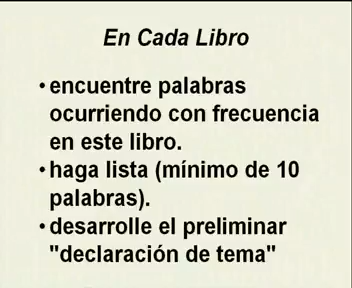 En Cada Libro
• encuentre palabras
ocurriendo con frecuencia
en este libro.
• haga lista (mínimo de 10
palabras).
• desarrolle el preliminar
"declaración de tema"